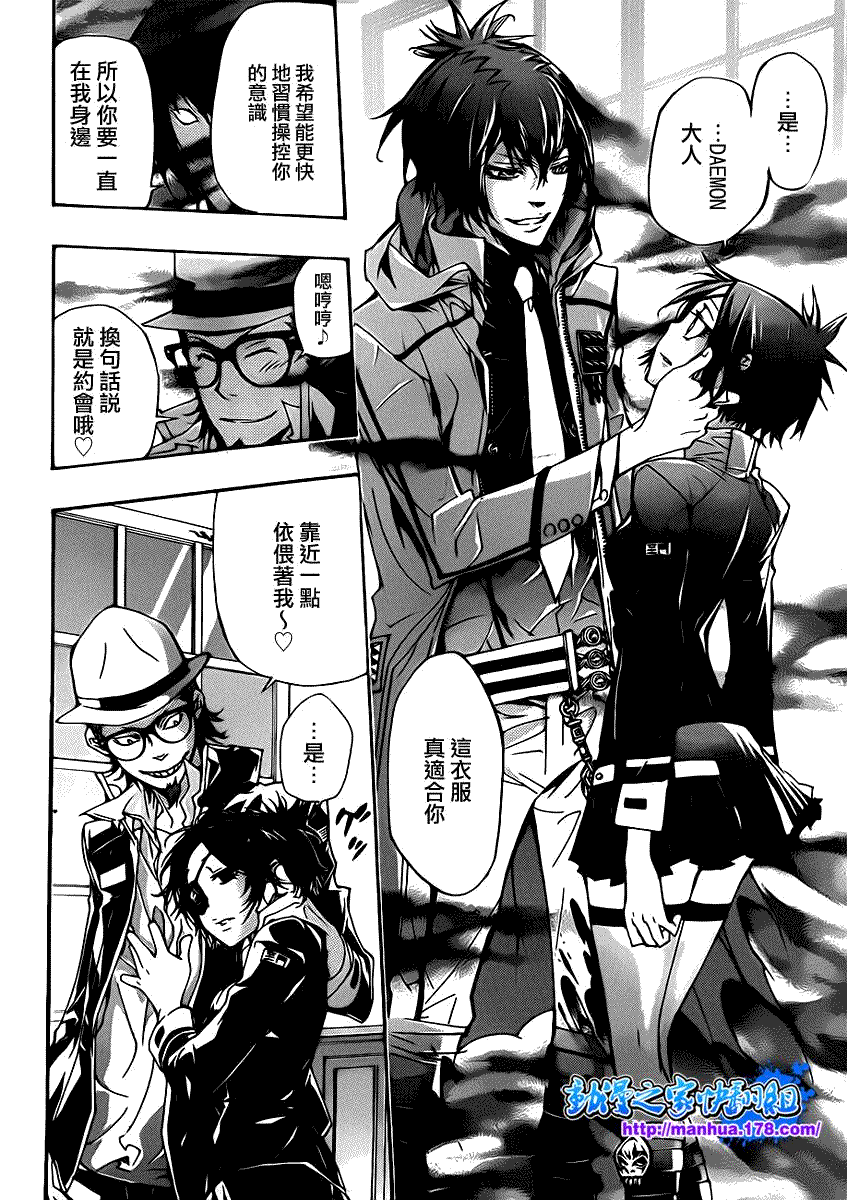 …是…
…DAEMON
大人
這衣服
真適合你
我希望能更快
地習慣操控你
的意識
所以你要一直
在我身邊
嗯哼哼♪
換句話說
就是約會哦♡
靠近一點
依偎著我～♡
…是…
動漫之家快翻組
http://manhua.178.com/